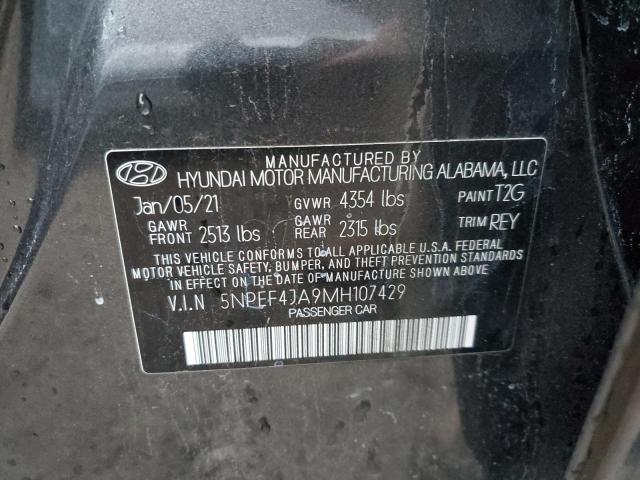 MANUFACTURED BY
HYUNDAI MOTOR MANUFACTURING ALABAMA, LLC
Jan/05/21 GVWR 4354 lbs PAINT T2G
GAWR FRONT 2513 lbs GAWR REAR 2315 lbs TRIM REY
THIS VEHICLE CONFORMS TO ALL APPLICABLE U.S.A. FEDERAL
MOTOR VEHICLE SAFETY, BUMPER, AND THEFT PREVENTION STANDARDS
IN EFFECT ON THE DATE OF MANUFACTURE SHOWN ABOVE.
V.I.N 5NPEF4JA9MH107429
PASSENGER CAR